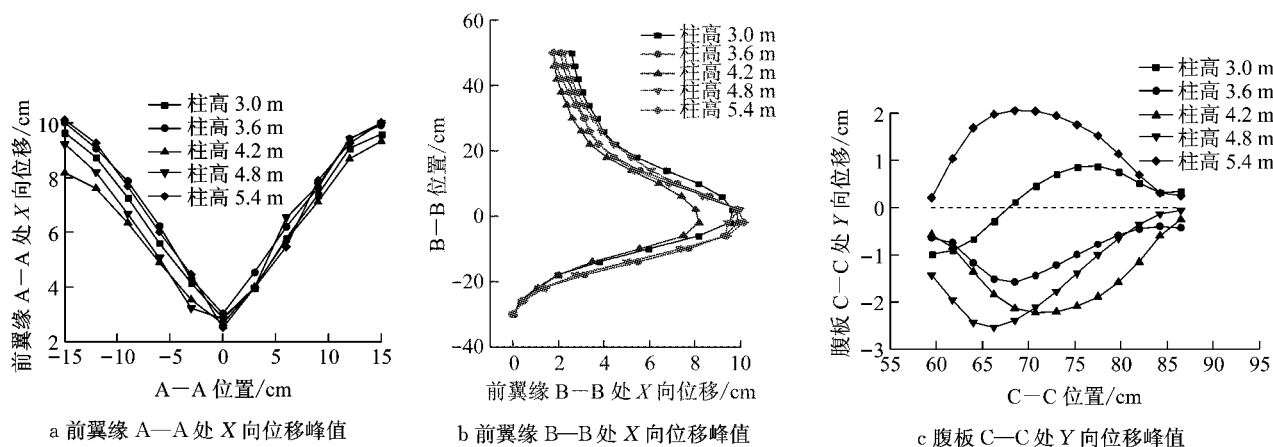 前翼缘 A—A 处 X 向位移/cm
10
8
6
4
2
-15
-10
-5
0
5
10
15
柱高 3.0 m
柱高 3.6 m
柱高 4.2 m
柱高 4.8 m
柱高 5.4 m
A—A 位置/cm
a 前翼缘 A—A 处 X 向位移峰值
B—B 位置/cm
60
40
20
0
-20
-40
0
2
4
6
8
10
柱高 3.0 m
柱高 3.6 m
柱高 4.2 m
柱高 4.8 m
柱高 5.4 m
前翼缘 B—B 处 X 向位移/cm
b 前翼缘 B—B 处 X 向位移峰值
腹板 C—C 处 Y 向位移/cm
2
1
0
-1
-2
-3
55
65
75
85
95
柱高 3.0 m
柱高 3.6 m
柱高 4.2 m
柱高 4.8 m
柱高 5.4 m
C—C 位置/cm
c 腹板 C—C 处 Y 向位移峰值